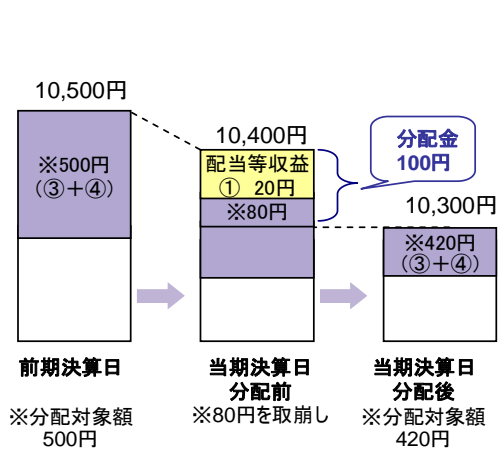 10,500円
※500円
（③＋④）
前期決算日
※分配対象額
500円
10,400円
配当等収益
① 20円
※80円
当期決算日
分配前
※80円を取崩し
分配金
100円
10,300円
※420円
（③＋④）
当期決算日
分配後
※分配対象額
420円